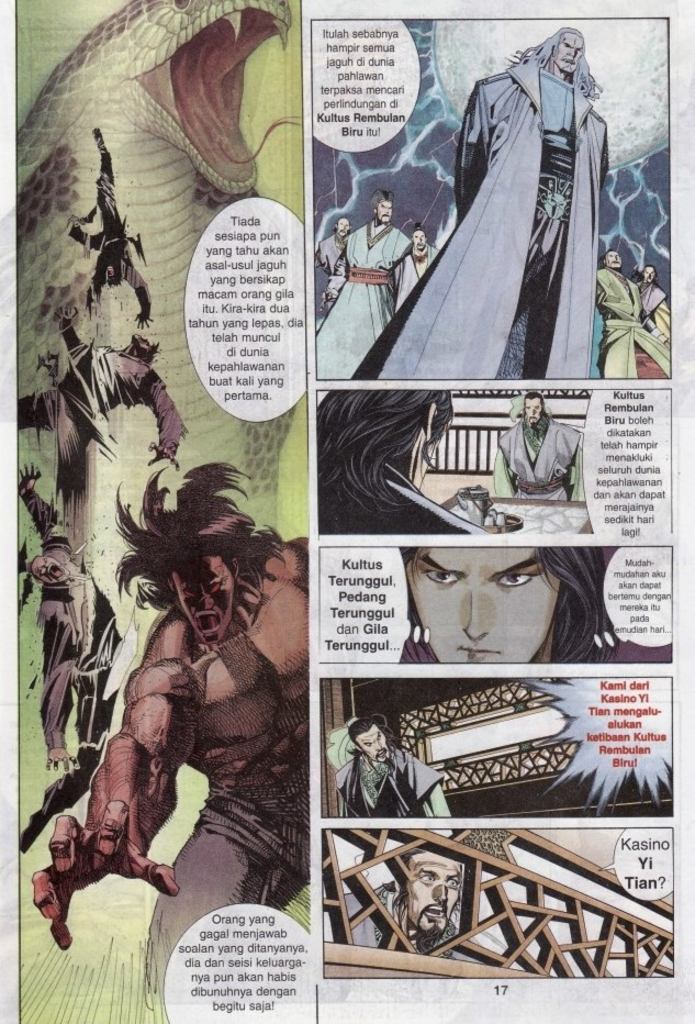 Tiada
sesiapa pun
yang tahu akan
asal-usul jaguh
yang bersikap
macam orang gila
itu. Kira-kira dua
tahun yang lepas, dia
telah muncul
di dunia
kepahlawanan
buat kali yang
pertama.
Orang yang
gagal menjawab
soalan yang ditanyanya,
dia dan seisi keluarga-
nya pun akan habis
dibunuhnya dengan
begitu saja!
Itulah sebabnya
hampir semua
jaguh di dunia
pahlawan
terpaksa mencari
perlindungan di
Kultus Rembulan
Biru itu!
Kultus
Rembulan
Biru boleh
dikatakan
telah hampir
menakluki
seluruh dunia
kepahlawanan
dan akan dapat
merajainya
sedikit hari
lagi!
Kultus
Terunggul,
Pedang
Terunggul
dan Gila
Terunggul...
Mudah-
mudahan aku
akan dapat
bertemu dengan
mereka itu
pada
kemudian hari...
Kami dari
Kasino Yi
Tian mengalu-
alukan
ketibaan Kultus
Rembulan
Biru!
Kasino
Yi
Tian?
17